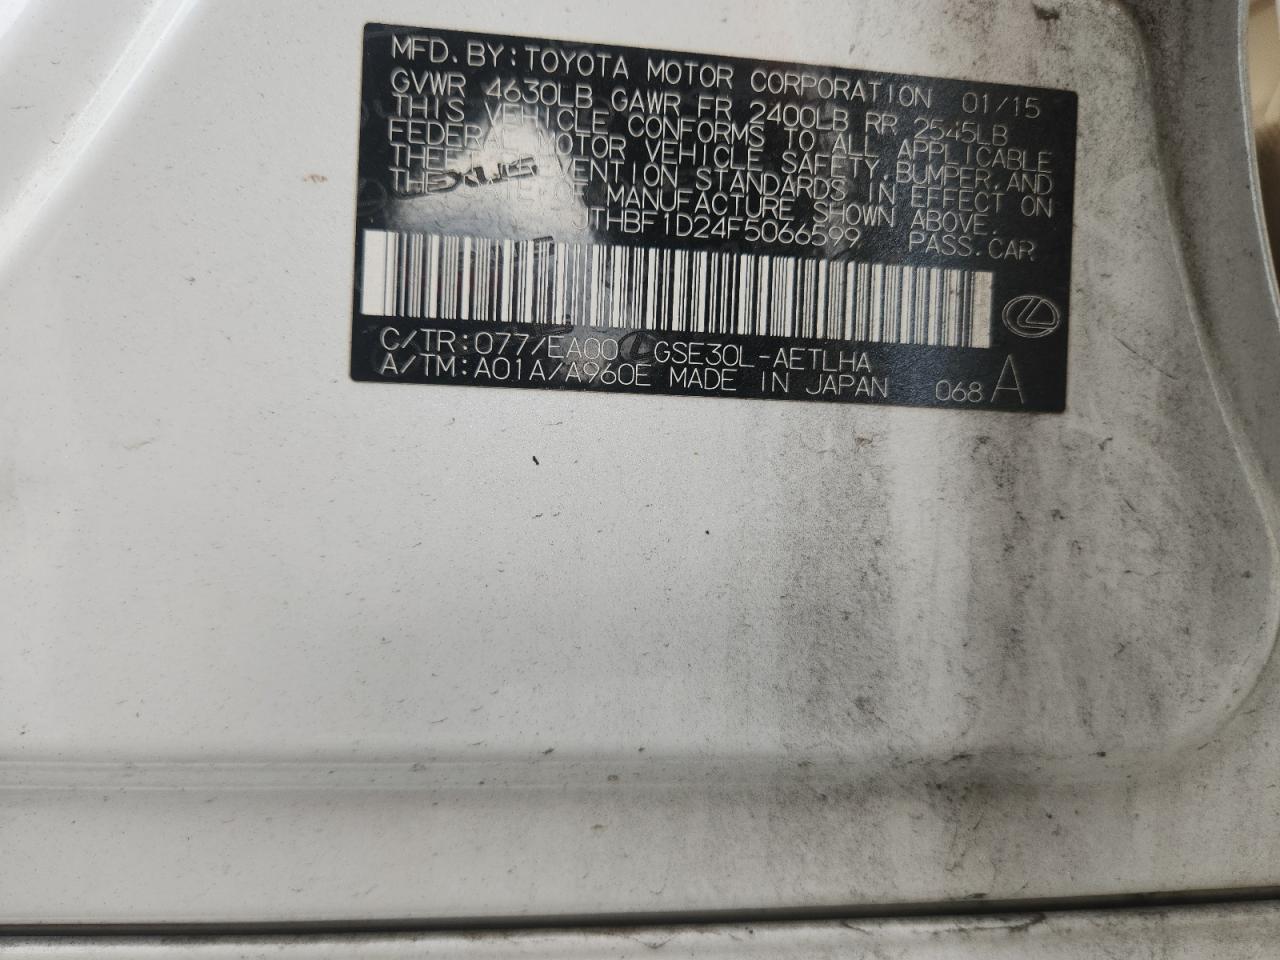 MFD. BY: TOYOTA MOTOR CORPORATION 01/15
GVWR 4630LB GAWR FR 2400LB RR 2545LB
THIS VEHICLE CONFORMS TO ALL APPLICABLE
FEDERAL MOTOR VEHICLE SAFETY, BUMPER, AND
THEFT PREVENTION STANDARDS IN EFFECT ON
THE MANUFACTURE SHOWN ABOVE.
JTHBF1D24F5066599 PASS. CAR
C/TR: 077/EA00 GSE30L-AETLHA
A/TM: A01A/A960E MADE IN JAPAN 068 A